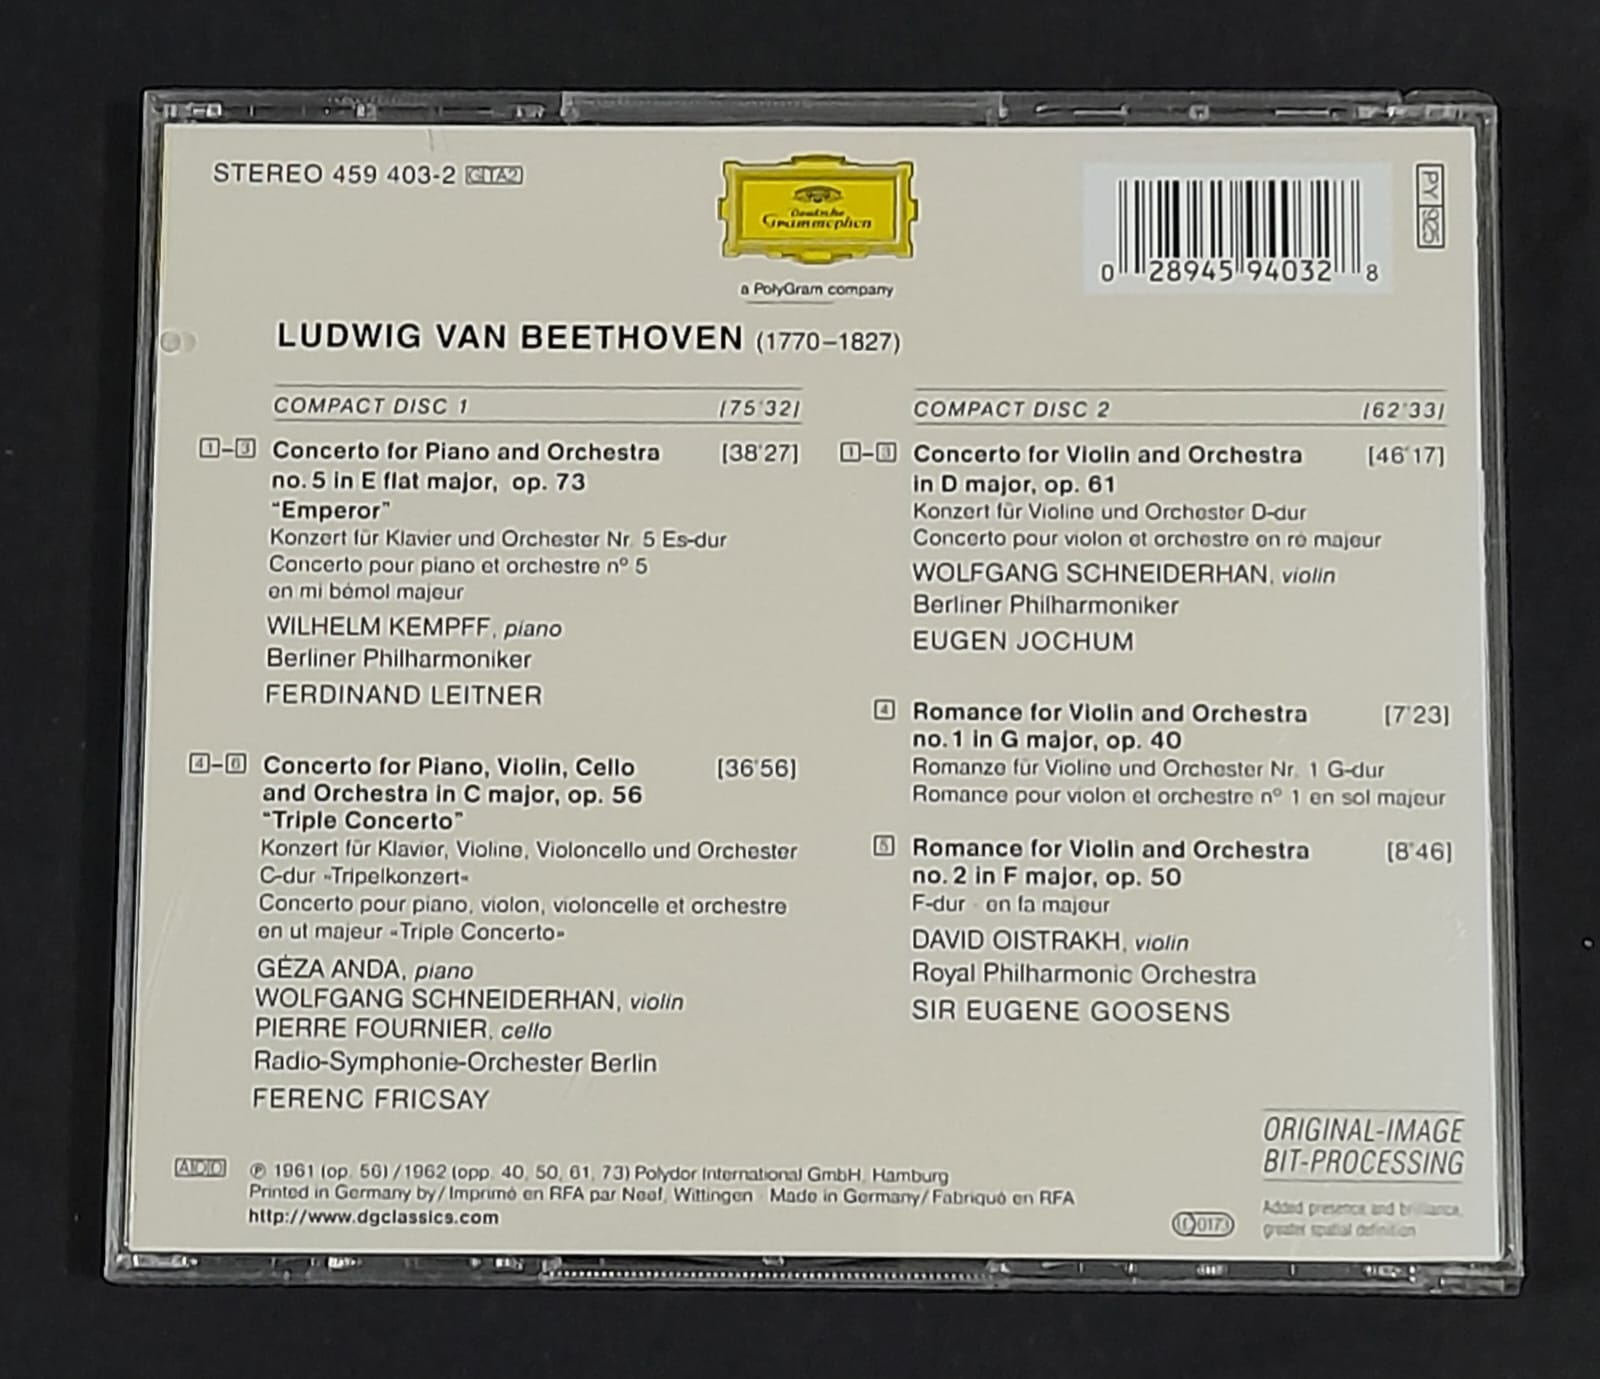 STEREO 459 403-2 GTA2
Deutsche
Grammophon
a PolyGram company
0 28945 94032 8
PY 925
LUDWIG VAN BEETHOVEN (1770–1827)
COMPACT DISC 1 [75'32]
1–3 Concerto for Piano and Orchestra [38'27]
no. 5 in E flat major, op. 73
“Emperor”
Konzert für Klavier und Orchester Nr. 5 Es-dur
Concerto pour piano et orchestre nº 5
en mi bémol majeur
WILHELM KEMPFF, piano
Berliner Philharmoniker
FERDINAND LEITNER
4–6 Concerto for Piano, Violin, Cello [36'56]
and Orchestra in C major, op. 56
“Triple Concerto”
Konzert für Klavier, Violine, Violoncello und Orchester
C-dur »Tripelkonzert«
Concerto pour piano, violon, violoncelle et orchestre
en ut majeur «Triple Concerto»
GÉZA ANDA, piano
WOLFGANG SCHNEIDERHAN, violin
PIERRE FOURNIER, cello
Radio-Symphonie-Orchester Berlin
FERENC FRICSAY
COMPACT DISC 2 [62'33]
1–3 Concerto for Violin and Orchestra [46'17]
in D major, op. 61
Konzert für Violine und Orchester D-dur
Concerto pour violon et orchestre en ré majeur
WOLFGANG SCHNEIDERHAN, violin
Berliner Philharmoniker
EUGEN JOCHUM
4 Romance for Violin and Orchestra [7'23]
no. 1 in G major, op. 40
Romanze für Violine und Orchester Nr. 1 G-dur
Romance pour violon et orchestre nº 1 en sol majeur
5 Romance for Violin and Orchestra [8'46]
no. 2 in F major, op. 50
F-dur · en fa majeur
DAVID OISTRAKH, violin
Royal Philharmonic Orchestra
SIR EUGENE GOOSENS
ADD ℗ 1961 (op. 56) / 1962 (opp. 40, 50, 61, 73) Polydor International GmbH, Hamburg
Printed in Germany by / Imprimé en RFA par Neef, Wittingen · Made in Germany / Fabriqué en RFA
http://www.dgclassics.com
0173
ORIGINAL-IMAGE
BIT-PROCESSING
Added presence and brilliance,
greater spatial definition